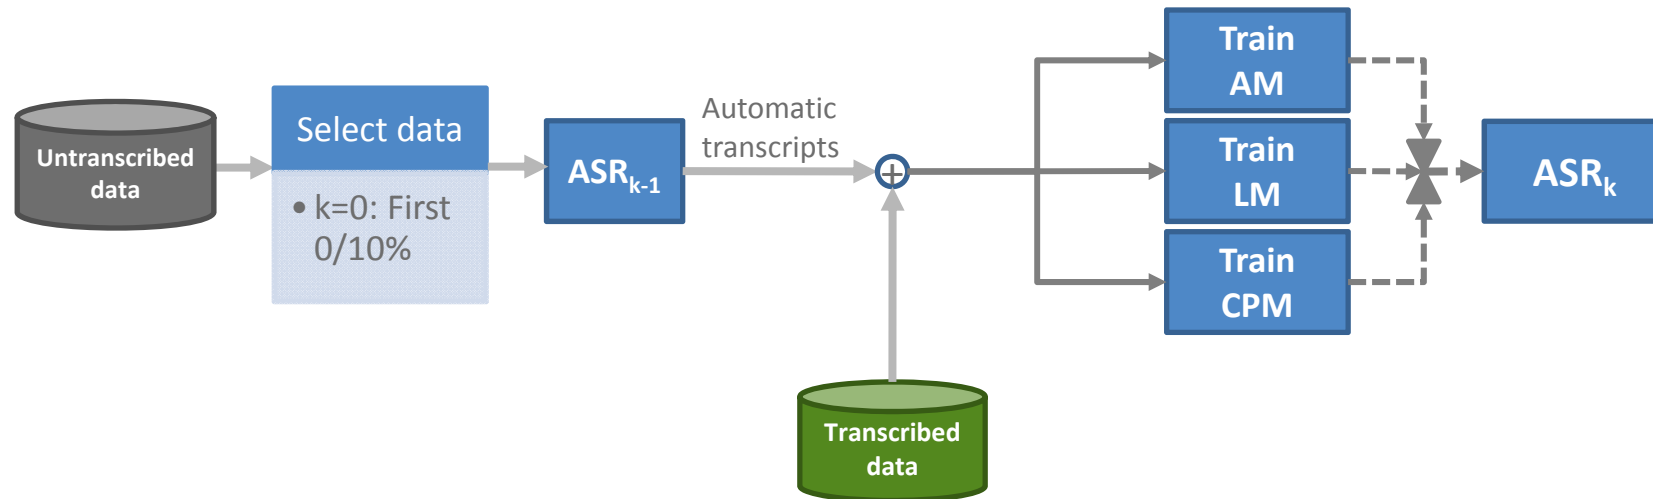 Untranscribed
data
Select data
• k=0: First
0/10%
ASRk-1
Automatic
transcripts
+
Transcribed
data
Train
AM
Train
LM
Train
CPM
ASRk